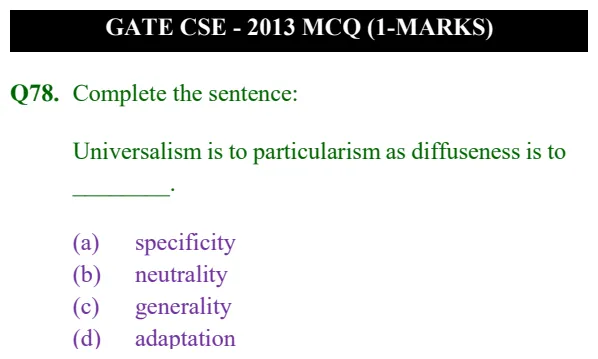 GATE CSE - 2013 MCQ (1-MARKS)
Q78. Complete the sentence:
Universalism is to particularism as diffuseness is to
________.
(a) specificity
(b) neutrality
(c) generality
(d) adaptation